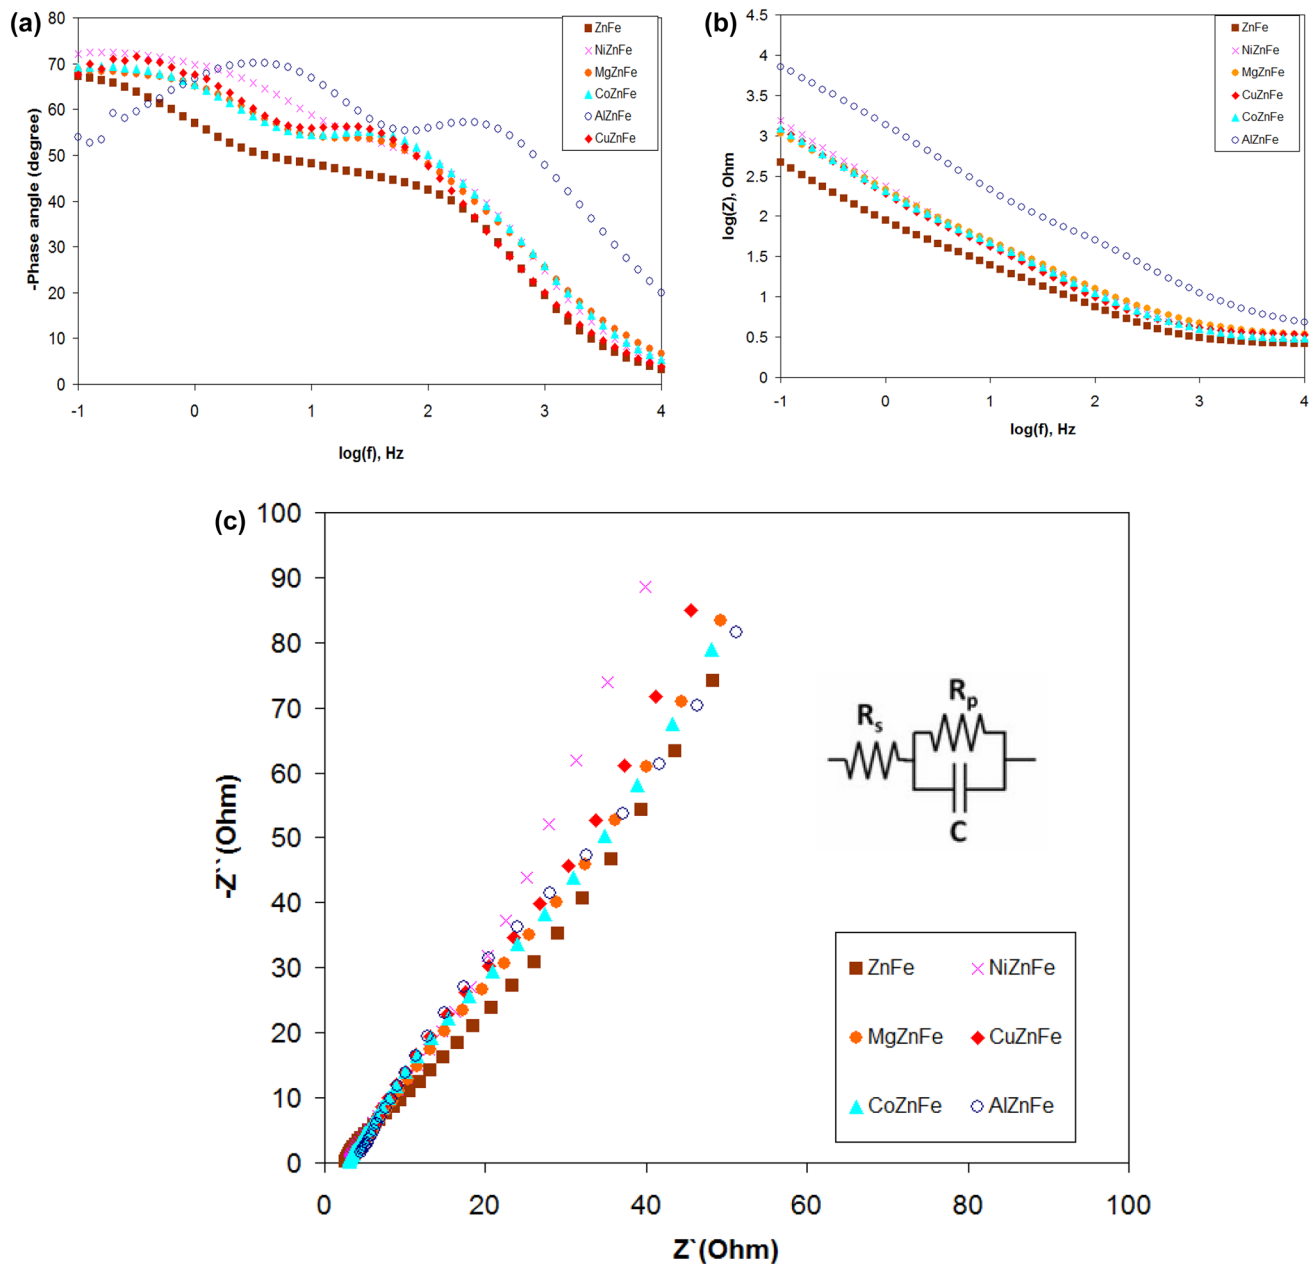 (a)
80
70
60
50
40
30
20
10
0
-Phase angle (degree)
-1
0
1
2
3
4
log(f), Hz
ZnFe
NiZnFe
MgZnFe
CoZnFe
AlZnFe
CuZnFe
(b)
4.5
4
3.5
3
2.5
2
1.5
1
0.5
0
log(Z), Ohm
-1
0
1
2
3
4
log(f), Hz
ZnFe
NiZnFe
MgZnFe
CuZnFe
CoZnFe
AlZnFe
(c)
100
90
80
70
60
50
40
30
20
10
0
-Z``(Ohm)
0
20
40
60
80
100
Z`(Ohm)
Rs
Rp
C
ZnFe
NiZnFe
MgZnFe
CuZnFe
CoZnFe
AlZnFe